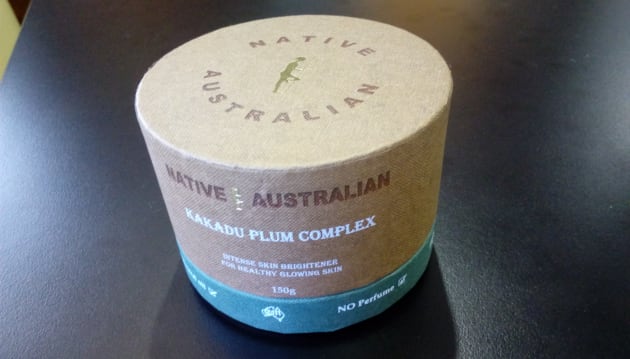 NATIVE
AUSTRALIAN
NATIVE AUSTRALIAN
KAKADU PLUM COMPLEX
INTENSE SKIN BRIGHTENER
FOR HEALTHY GLOWING SKIN
150g
NO Perfume